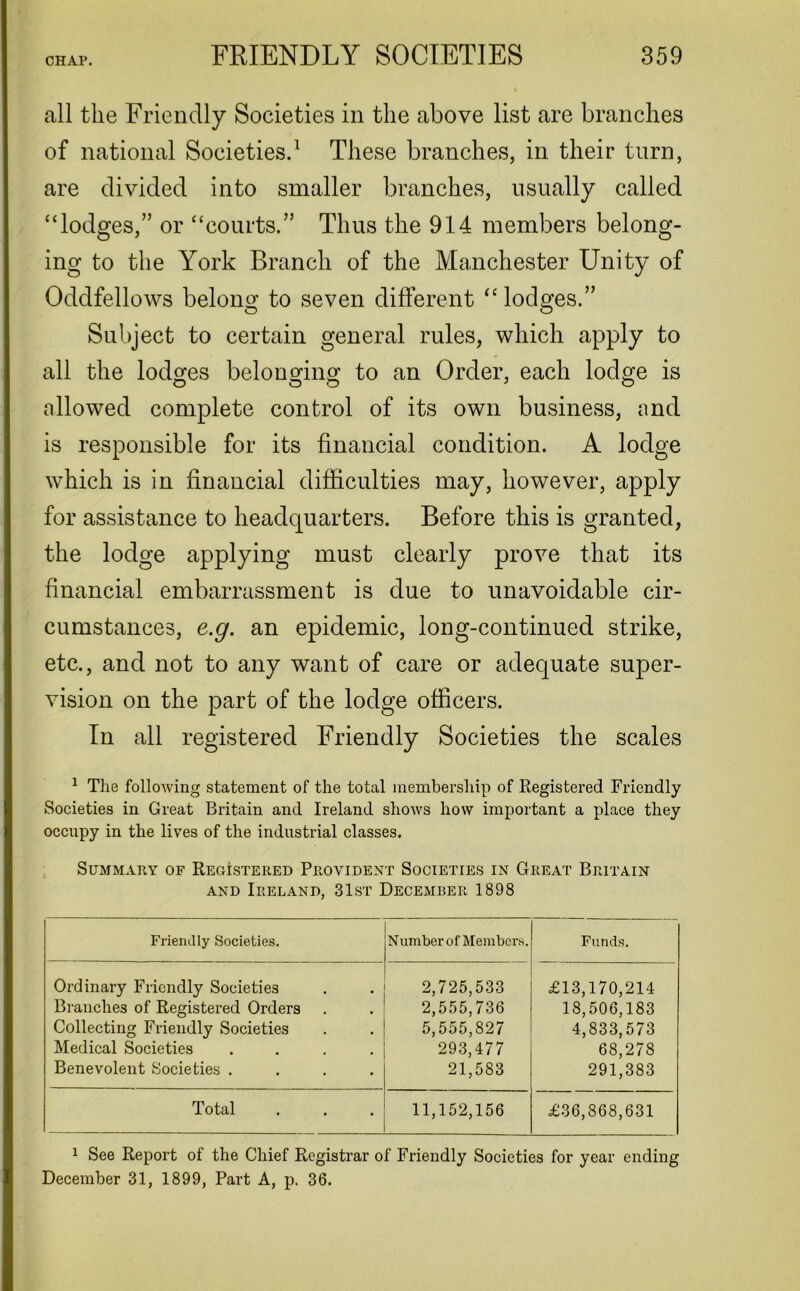 CHAP. FRIENDLY SOCIETIES 359
all the Friendly Societies in the above list are branches
of national Societies.¹ These branches, in their turn,
are divided into smaller branches, usually called
“lodges,” or “courts.” Thus the 914 members belong-
ing to the York Branch of the Manchester Unity of
Oddfellows belong to seven different “lodges.”
Subject to certain general rules, which apply to
all the lodges belonging to an Order, each lodge is
allowed complete control of its own business, and
is responsible for its financial condition. A lodge
which is in financial difficulties may, however, apply
for assistance to headquarters. Before this is granted,
the lodge applying must clearly prove that its
financial embarrassment is due to unavoidable cir-
cumstances, e.g. an epidemic, long-continued strike,
etc., and not to any want of care or adequate super-
vision on the part of the lodge officers.
In all registered Friendly Societies the scales
¹ The following statement of the total membership of Registered Friendly
Societies in Great Britain and Ireland shows how important a place they
occupy in the lives of the industrial classes.
Summary of Registered Provident Societies in Great Britain
and Ireland, 31st December 1898
Friendly Societies. Number of Members. Funds.
Ordinary Friendly Societies . . 2,725,533 £13,170,214
Branches of Registered Orders . . 2,555,736 18,506,183
Collecting Friendly Societies . . 5,555,827 4,833,573
Medical Societies . . . . 293,477 68,278
Benevolent Societies . . . . 21,583 291,383
Total . . . 11,152,156 £36,868,631
¹ See Report of the Chief Registrar of Friendly Societies for year ending
December 31, 1899, Part A, p. 36.